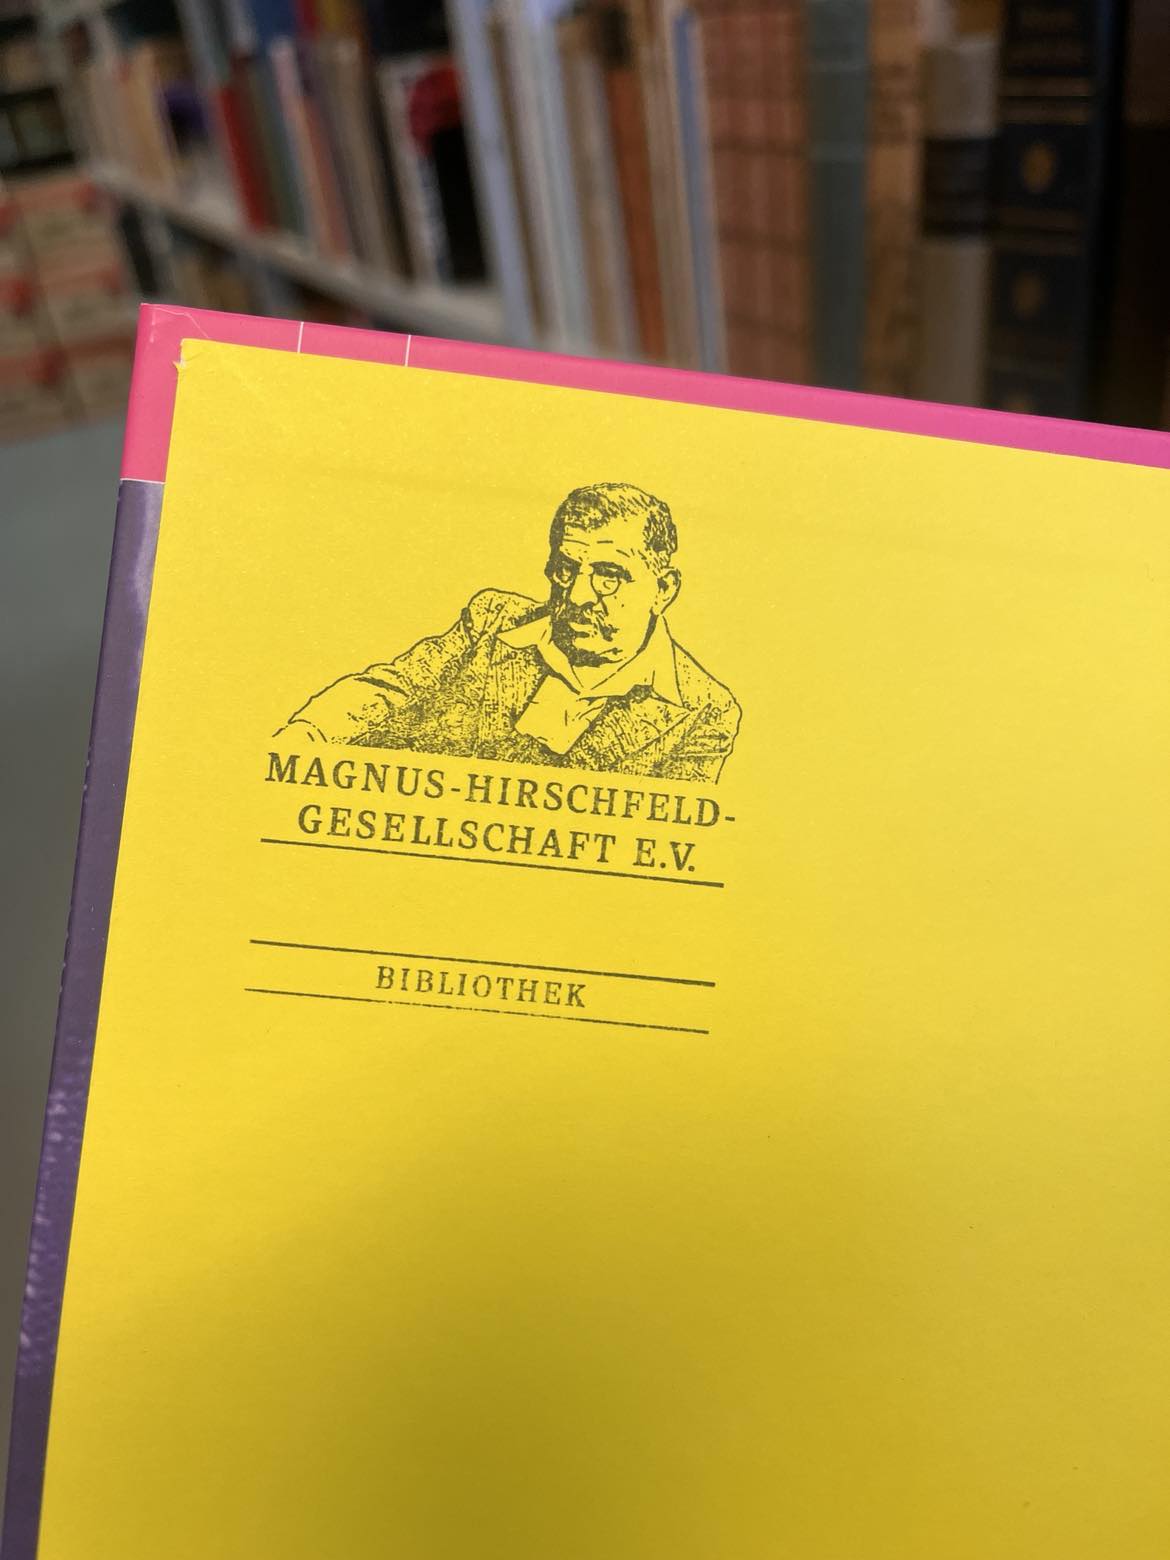 MAGNUS-HIRSCHFELD-
GESELLSCHAFT E.V.
BIBLIOTHEK